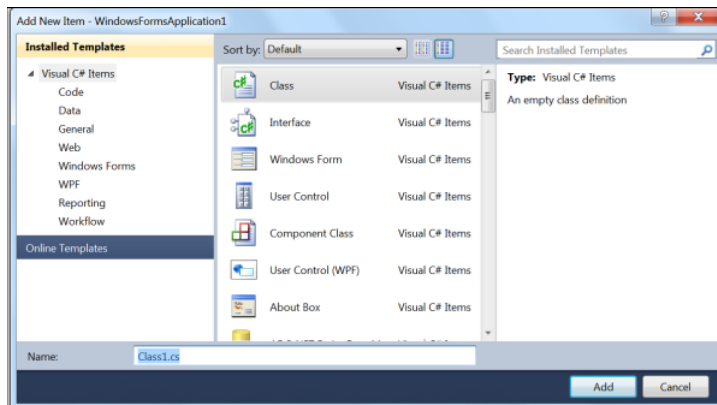 Add New Item - WindowsFormsApplication1
Installed Templates
Sort by: Default
Search Installed Templates
Visual C# Items
Code
Data
General
Web
Windows Forms
WPF
Reporting
Workflow
Online Templates
Class Visual C# Items
Interface Visual C# Items
Windows Form Visual C# Items
User Control Visual C# Items
Component Class Visual C# Items
User Control (WPF) Visual C# Items
About Box Visual C# Items
Type: Visual C# Items
An empty class definition
Name: Class1.cs
Add Cancel